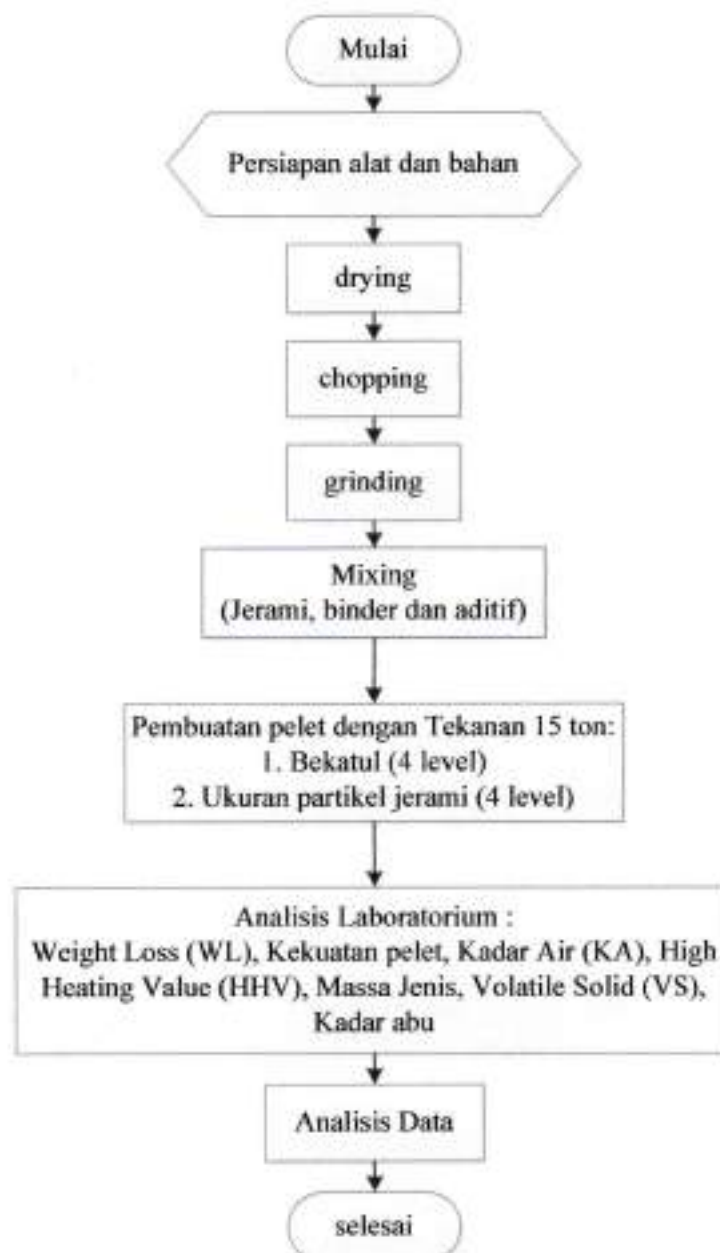 Mulai
Persiapan alat dan bahan
drying
chopping
grinding
Mixing
(Jerami, binder dan aditif)
Pembuatan pelet dengan Tekanan 15 ton:
1. Bekatul (4 level)
2. Ukuran partikel jerami (4 level)
Analisis Laboratorium :
Weight Loss (WL), Kekuatan pelet, Kadar Air (KA), High
Heating Value (HHV), Massa Jenis, Volatile Solid (VS),
Kadar abu
Analisis Data
selesai